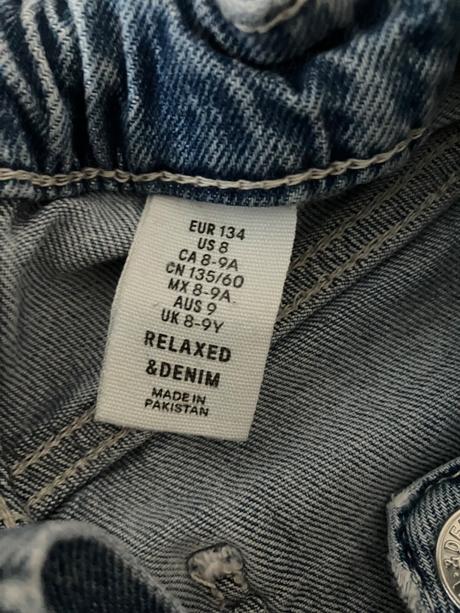 EUR 134
US 8
CA 8-9A
CN 135/60
MX 8-9A
AUS 9
UK 8-9Y
RELAXED
&DENIM
MADE IN
PAKISTAN